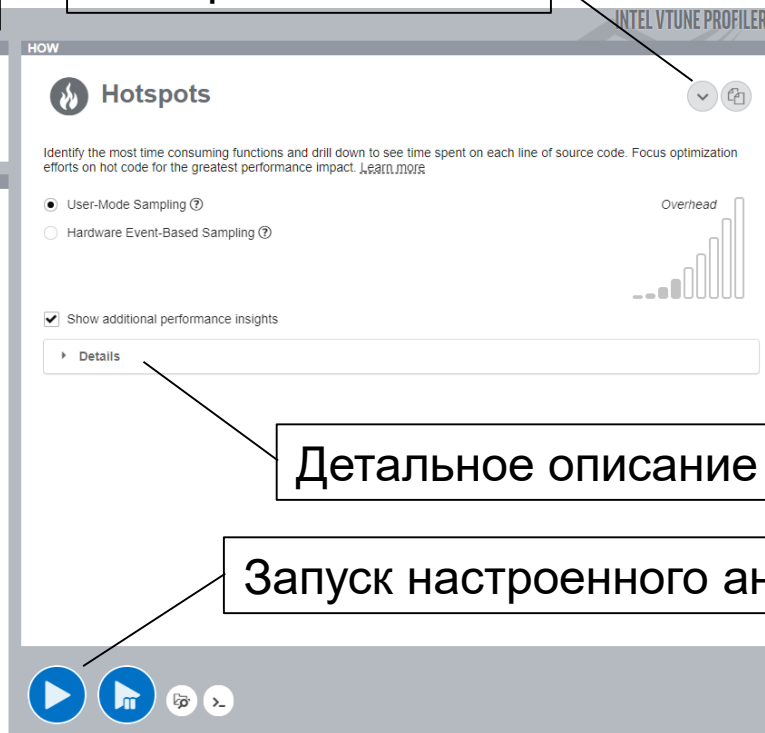 INTEL VTUNE PROFILER
HOW
Hotspots
Identify the most time consuming functions and drill down to see time spent on each line of source code. Focus optimization
efforts on hot code for the greatest performance impact. Learn more
User-Mode Sampling
Overhead
Hardware Event-Based Sampling
Show additional performance insights
Details
Детальное описание
Запуск настроенного ан